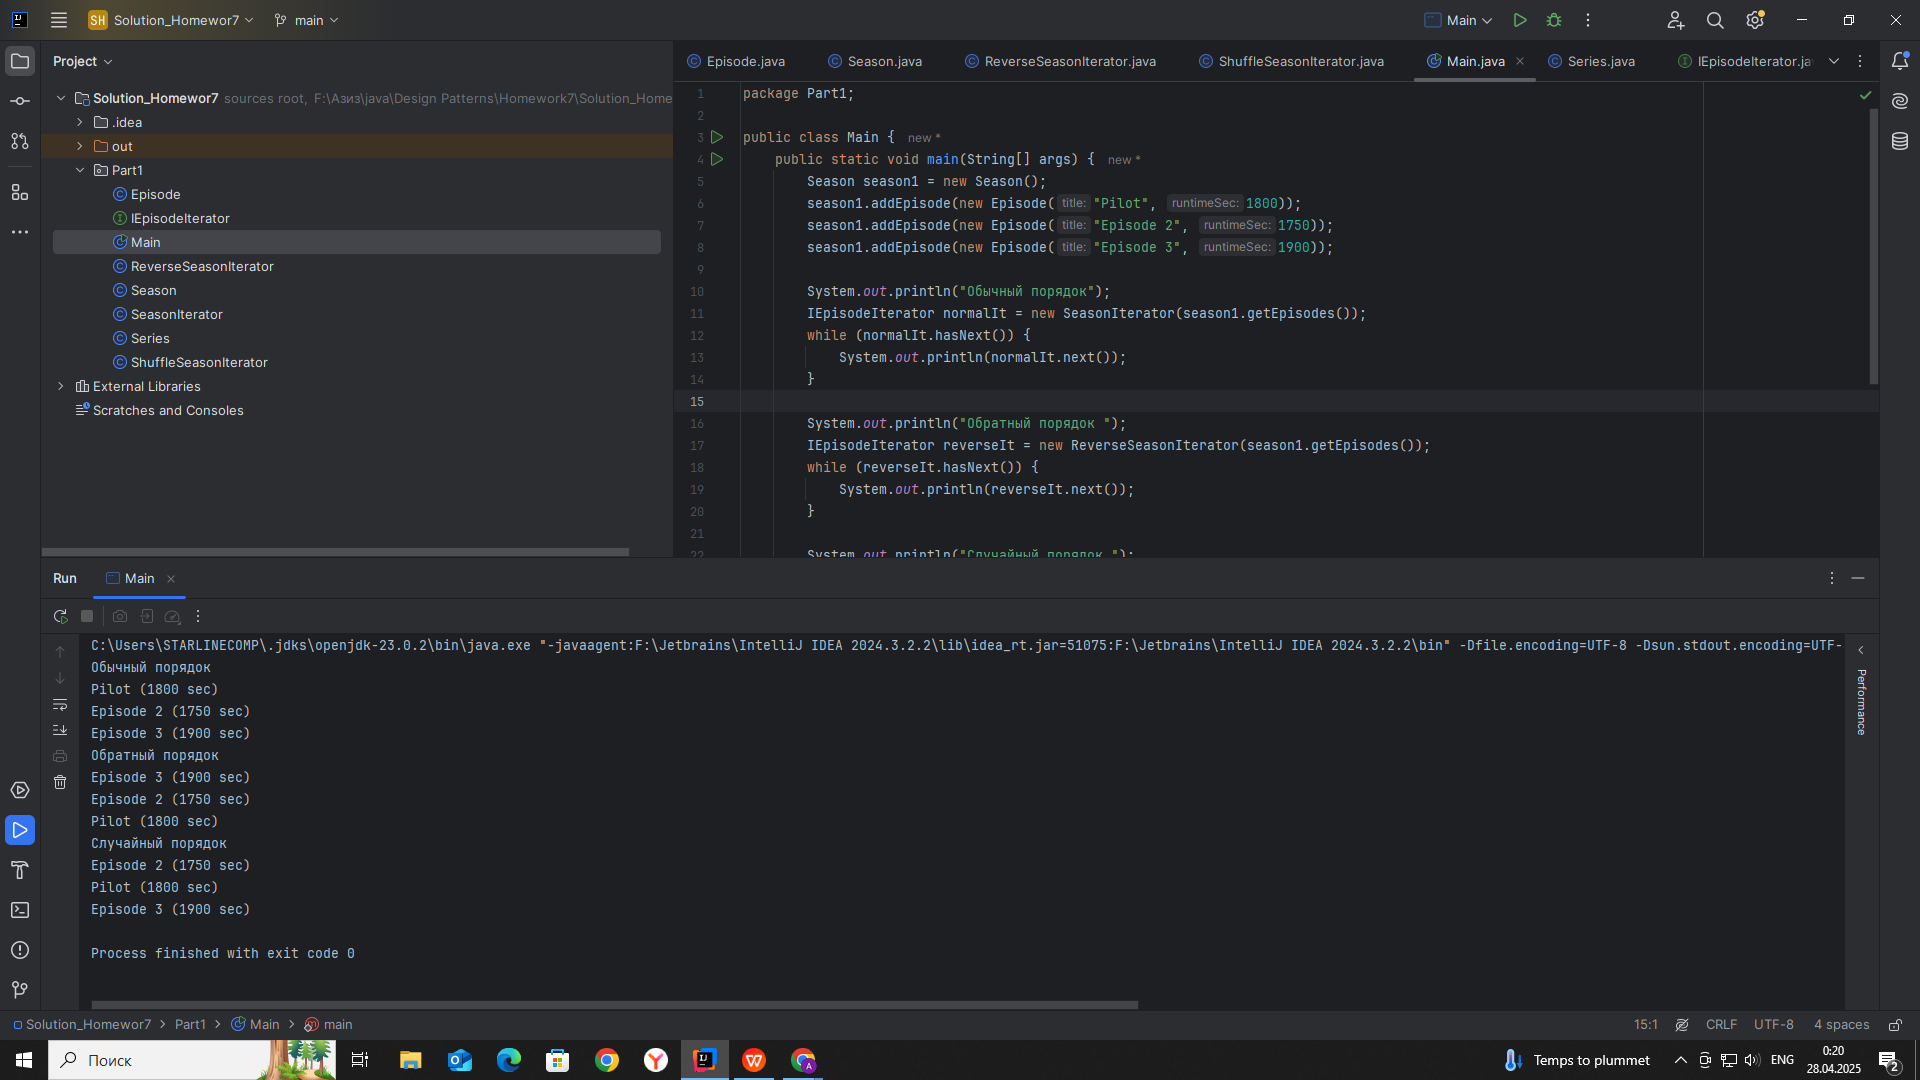 SH Solution_Homewor7 main Main
Project
Solution_Homewor7 sources root, F:\Азиз\java\Design Patterns\Homework7\Solution_Home
.idea
out
Part1
Episode
IEpisodeIterator
Main
ReverseSeasonIterator
Season
SeasonIterator
Series
ShuffleSeasonIterator
External Libraries
Scratches and Consoles
Episode.java Season.java ReverseSeasonIterator.java ShuffleSeasonIterator.java Main.java Series.java IEpisodeIterator.ja
1 package Part1;
2
3 public class Main { new *
4 public static void main(String[] args) { new *
5 Season season1 = new Season();
6 season1.addEpisode(new Episode( title: "Pilot", runtimeSec: 1800));
7 season1.addEpisode(new Episode( title: "Episode 2", runtimeSec: 1750));
8 season1.addEpisode(new Episode( title: "Episode 3", runtimeSec: 1900));
9
10 System.out.println("Обычный порядок");
11 IEpisodeIterator normalIt = new SeasonIterator(season1.getEpisodes());
12 while (normalIt.hasNext()) {
13 System.out.println(normalIt.next());
14 }
15
16 System.out.println("Обратный порядок ");
17 IEpisodeIterator reverseIt = new ReverseSeasonIterator(season1.getEpisodes());
18 while (reverseIt.hasNext()) {
19 System.out.println(reverseIt.next());
20 }
21
22 System.out.println("Случайный порядок ");
Run Main
C:\Users\STARLINECOMP\.jdks\openjdk-23.0.2\bin\java.exe "-javaagent:F:\Jetbrains\IntelliJ IDEA 2024.3.2.2\lib\idea_rt.jar=51075:F:\Jetbrains\IntelliJ IDEA 2024.3.2.2\bin" -Dfile.encoding=UTF-8 -Dsun.stdout.encoding=UTF-
Обычный порядок
Pilot (1800 sec)
Episode 2 (1750 sec)
Episode 3 (1900 sec)
Обратный порядок
Episode 3 (1900 sec)
Episode 2 (1750 sec)
Pilot (1800 sec)
Случайный порядок
Episode 2 (1750 sec)
Pilot (1800 sec)
Episode 3 (1900 sec)
Process finished with exit code 0
Performance
Solution_Homewor7 Part1 Main main
15:1 CRLF UTF-8 4 spaces
Поиск
Temps to plummet ENG 0:20
28.04.2025
2